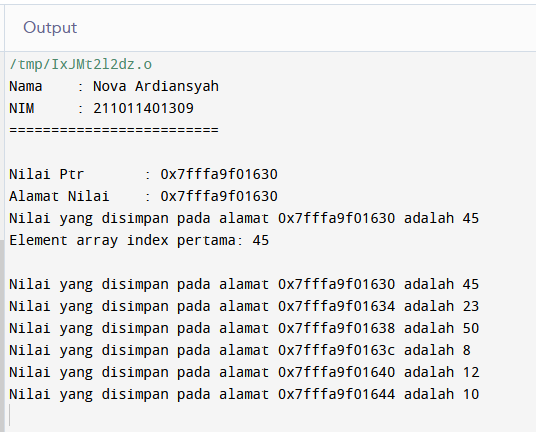 Output
/tmp/IxJMt2l2dz.o
Nama    : Nova Ardiansyah
NIM     : 211011401309
=========================
Nilai Ptr       : 0x7fffa9f01630
Alamat Nilai    : 0x7fffa9f01630
Nilai yang disimpan pada alamat 0x7fffa9f01630 adalah 45
Element array index pertama: 45
Nilai yang disimpan pada alamat 0x7fffa9f01630 adalah 45
Nilai yang disimpan pada alamat 0x7fffa9f01634 adalah 23
Nilai yang disimpan pada alamat 0x7fffa9f01638 adalah 50
Nilai yang disimpan pada alamat 0x7fffa9f0163c adalah 8
Nilai yang disimpan pada alamat 0x7fffa9f01640 adalah 12
Nilai yang disimpan pada alamat 0x7fffa9f01644 adalah 10